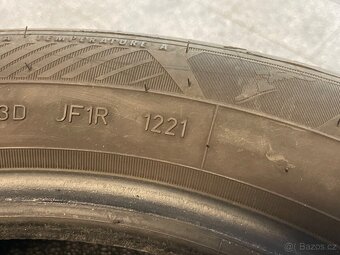 TEMPERATURE A
3D JF1R 1221
Bazos.cz